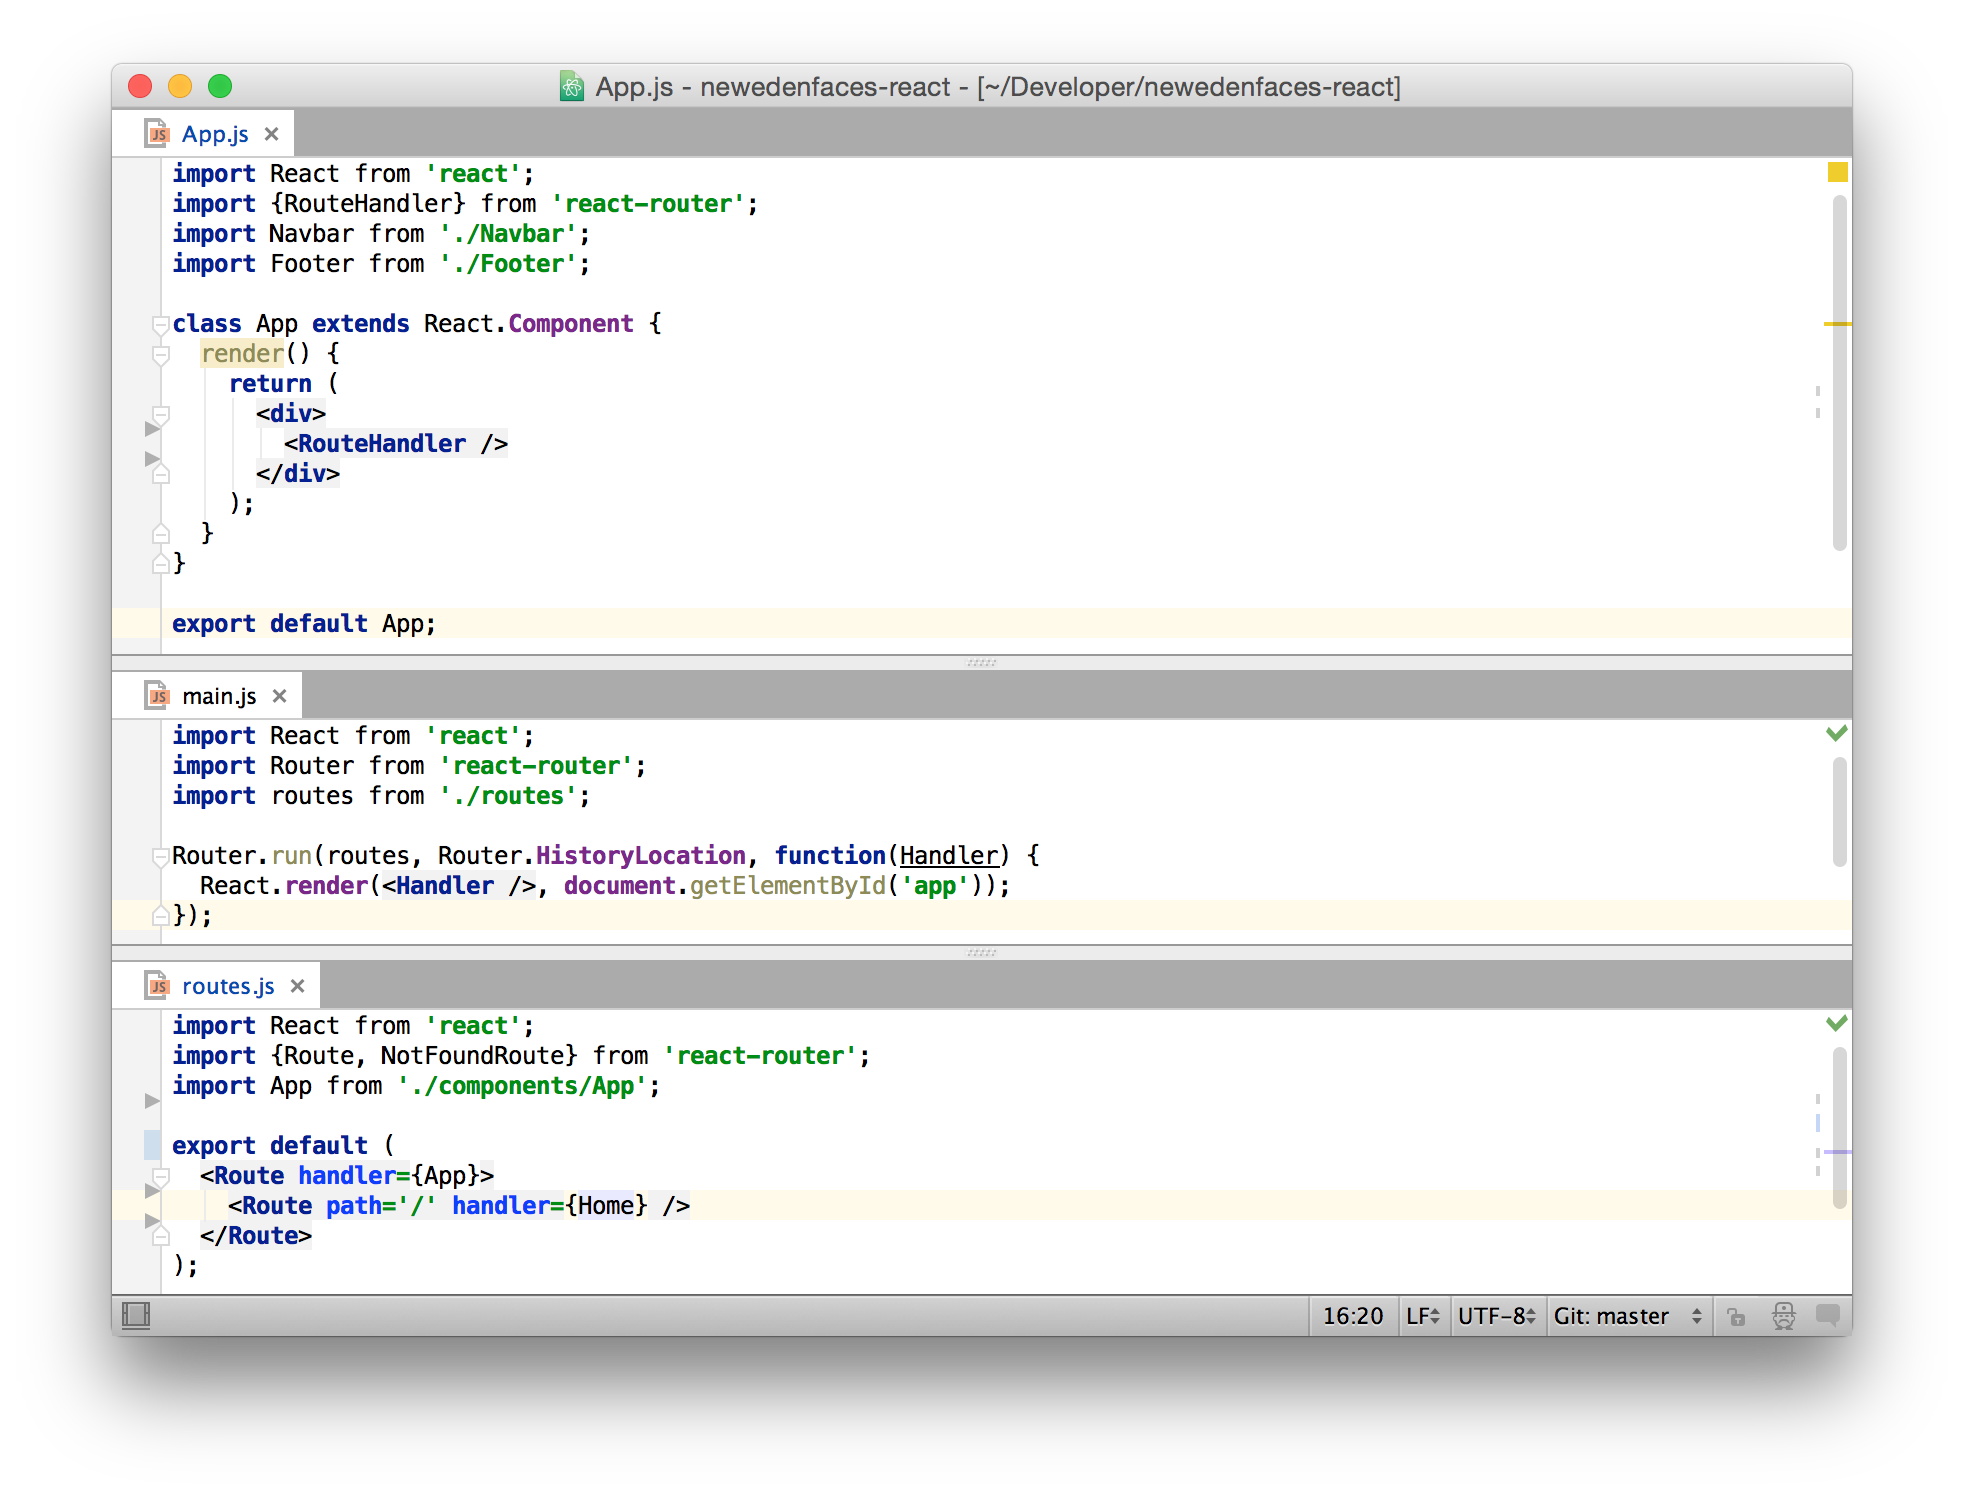 App.js - newedenfaces-react - [~/Developer/newedenfaces-react]
JS App.js ×
import React from 'react';
import {RouteHandler} from 'react-router';
import Navbar from './Navbar';
import Footer from './Footer';
class App extends React.Component {
  render() {
    return (
      <div>
        <RouteHandler />
      </div>
    );
  }
}
export default App;
JS main.js ×
import React from 'react';
import Router from 'react-router';
import routes from './routes';
Router.run(routes, Router.HistoryLocation, function(Handler) {
  React.render(<Handler />, document.getElementById('app'));
});
JS routes.js ×
import React from 'react';
import {Route, NotFoundRoute} from 'react-router';
import App from './components/App';
export default (
  <Route handler={App}>
    <Route path='/' handler={Home} />
  </Route>
);
16:20 LF UTF-8 Git: master